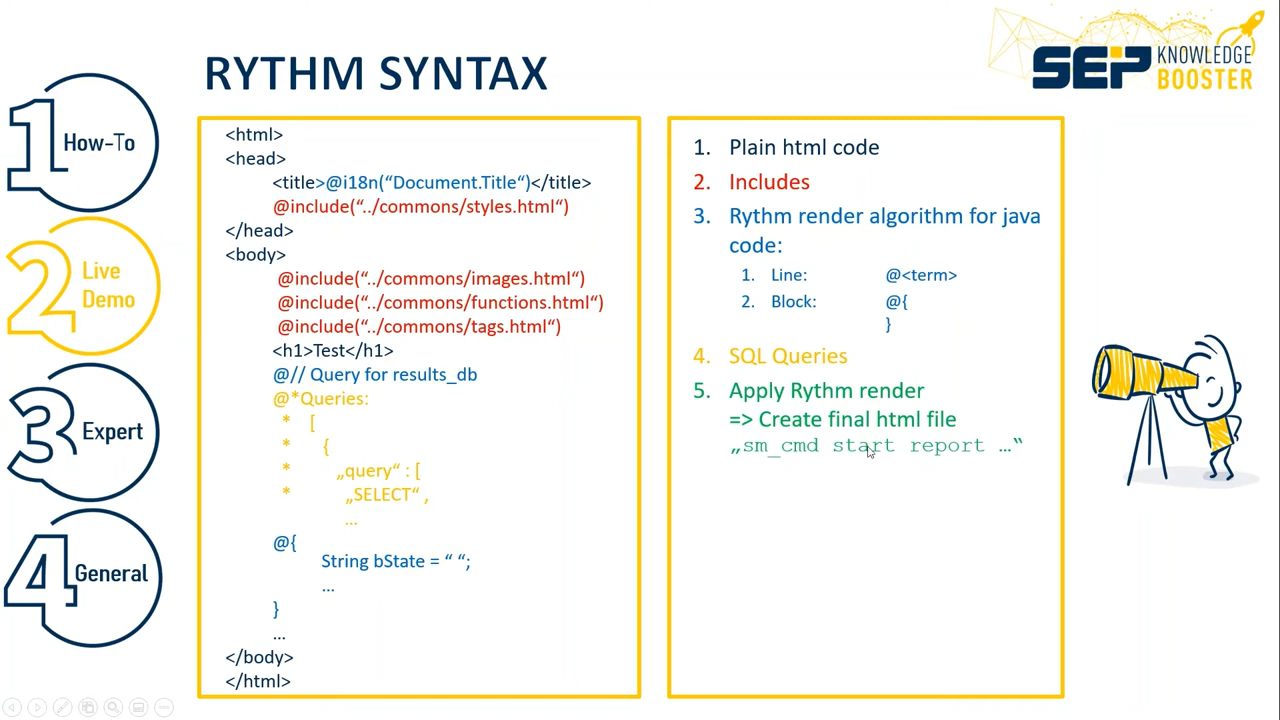 RYTHM SYNTAX
SEP KNOWLEDGE
BOOSTER
1 How-To
2 Live
Demo
3 Expert
4 General
<html>
<head>
<title>@i18n(“Document.Title“)</title>
@include(“../commons/styles.html“)
</head>
<body>
@include(“../commons/images.html“)
@include(“../commons/functions.html“)
@include(“../commons/tags.html“)
<h1>Test</h1>
@// Query for results_db
@*Queries:
* [
* {
* „query“ : [
* „SELECT“ ,
...
@{
String bState = “ “;
...
}
...
</body>
</html>
1. Plain html code
2. Includes
3. Rythm render algorithm for java
code:
1. Line: @<term>
2. Block: @{
}
4. SQL Queries
5. Apply Rythm render
=> Create final html file
„sm_cmd start report …“